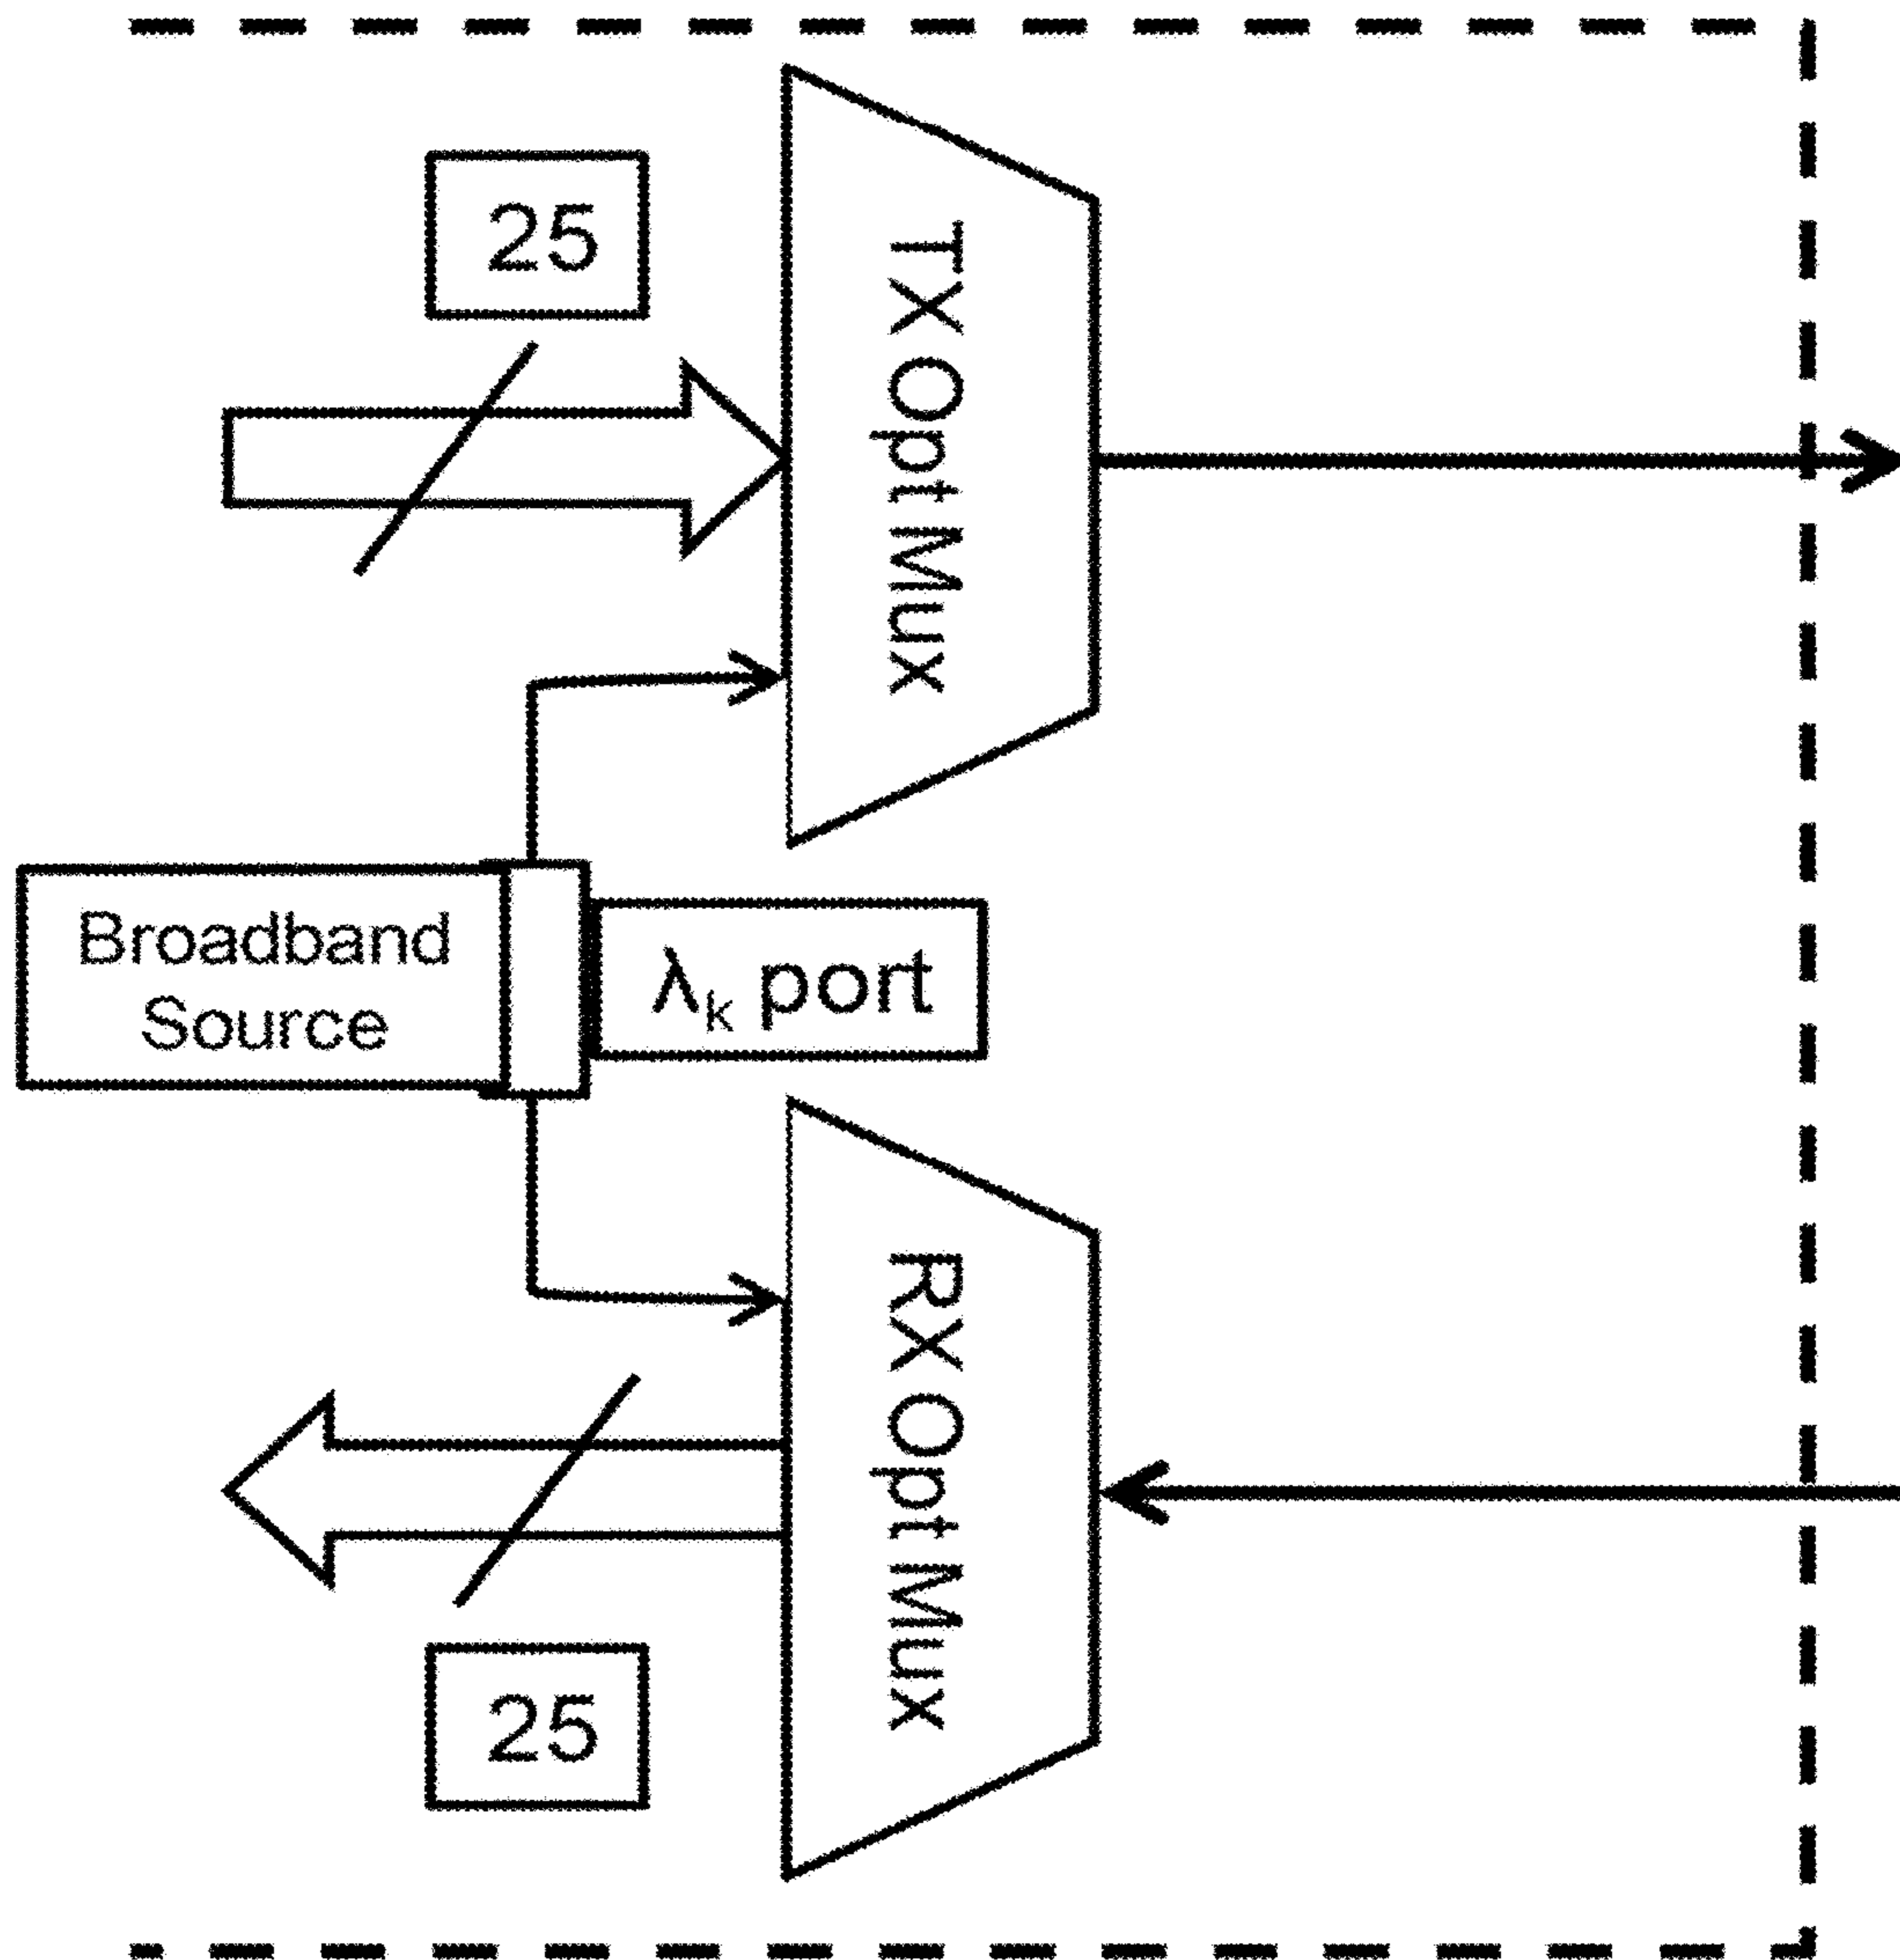 25
TX Opt Mux
Broadband
Source
λₖ port
RX Opt Mux
25